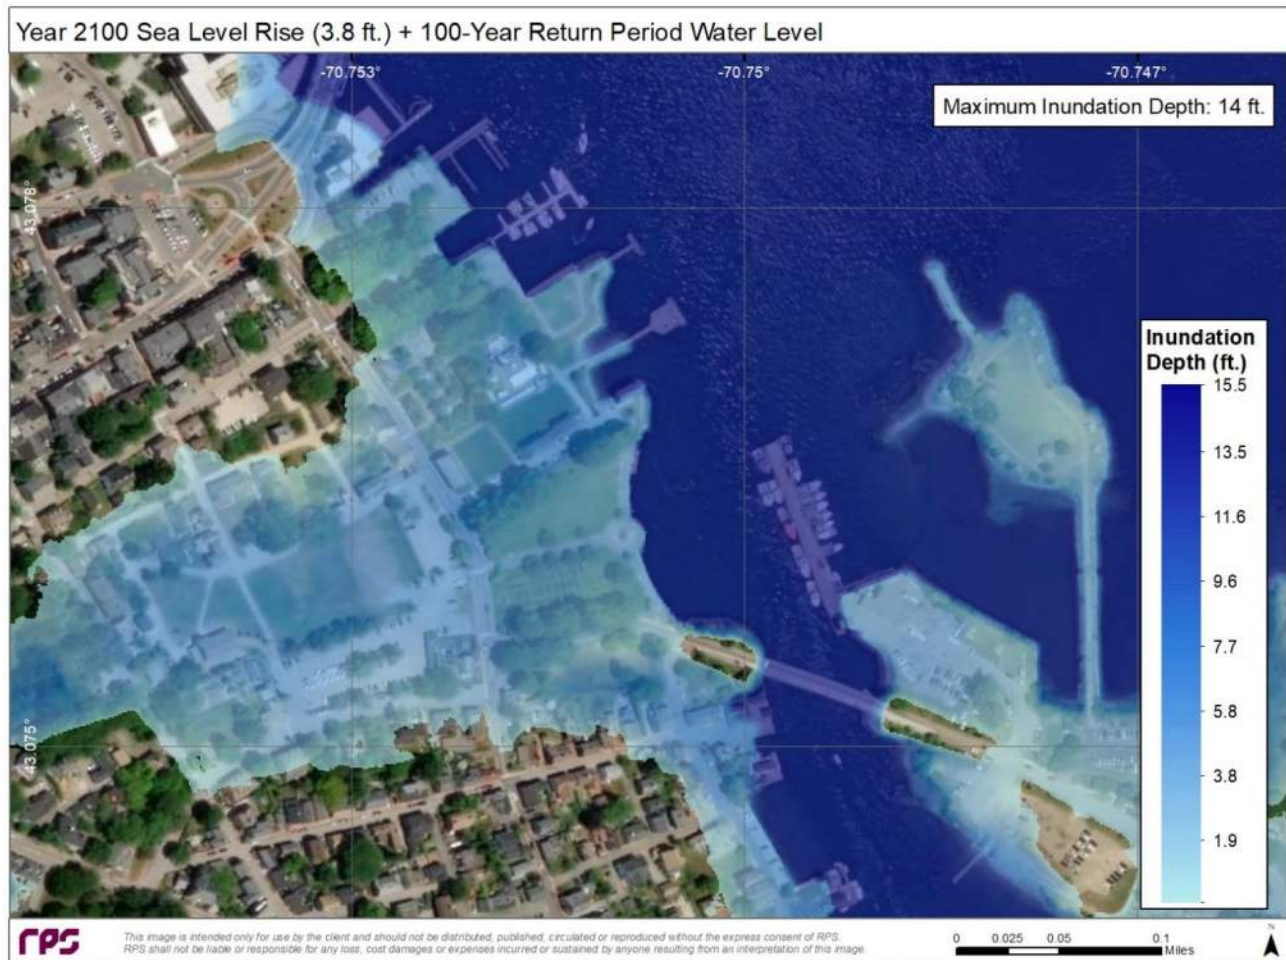 Year 2100 Sea Level Rise (3.8 ft.) + 100-Year Return Period Water Level
-70.753°
-70.75°
-70.747°
Maximum Inundation Depth: 14 ft.
43.078°
Inundation
Depth (ft.)
15.5
13.5
11.6
9.6
7.7
5.8
3.8
1.9
43.075°
rps
This image is intended only for use by the client and should not be distributed, published, circulated or reproduced without the express consent of RPS.
RPS shall not be liable or responsible for any loss, cost damages or expenses incurred or sustained by anyone resulting from an interpretation of this image.
0 0.025 0.05 0.1
Miles
N